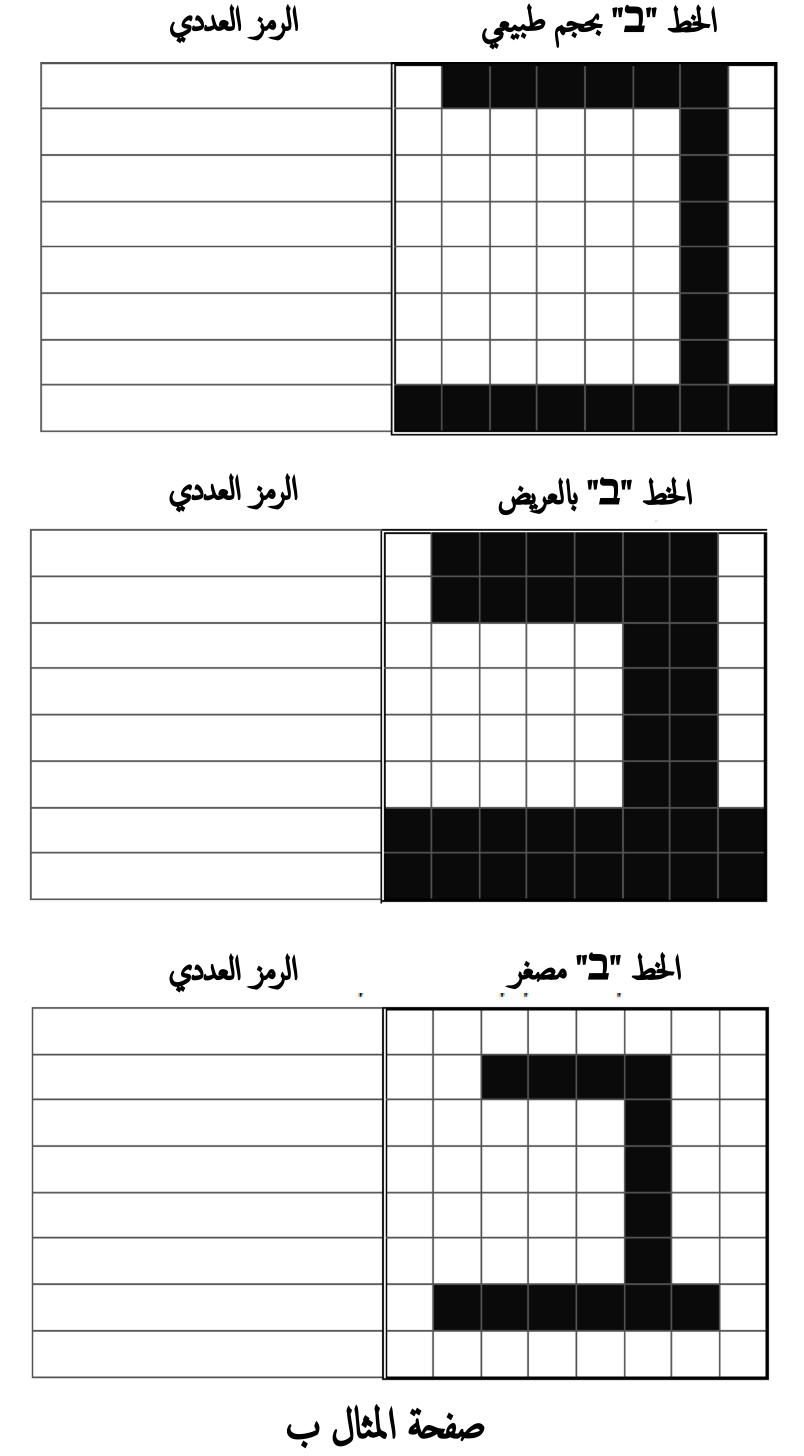 الخط "ב" بحجم طبيعي الرمز العددي
الخط "ב" بالعريض الرمز العددي
الخط "ב" مصغر الرمز العددي
صفحة المثال ب